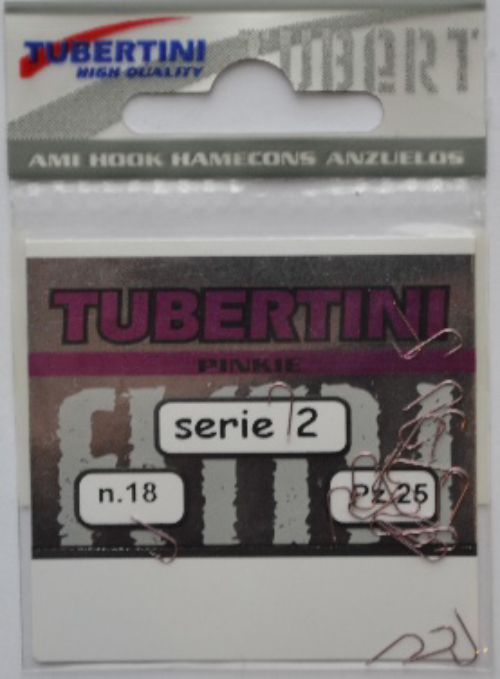 TUBERTINI
HIGH QUALITY
TUBERT
AMI HOOK HAMECONS ANZUELOS
TUBERTINI
PINKIE
serie 2
n.18
Pz.25